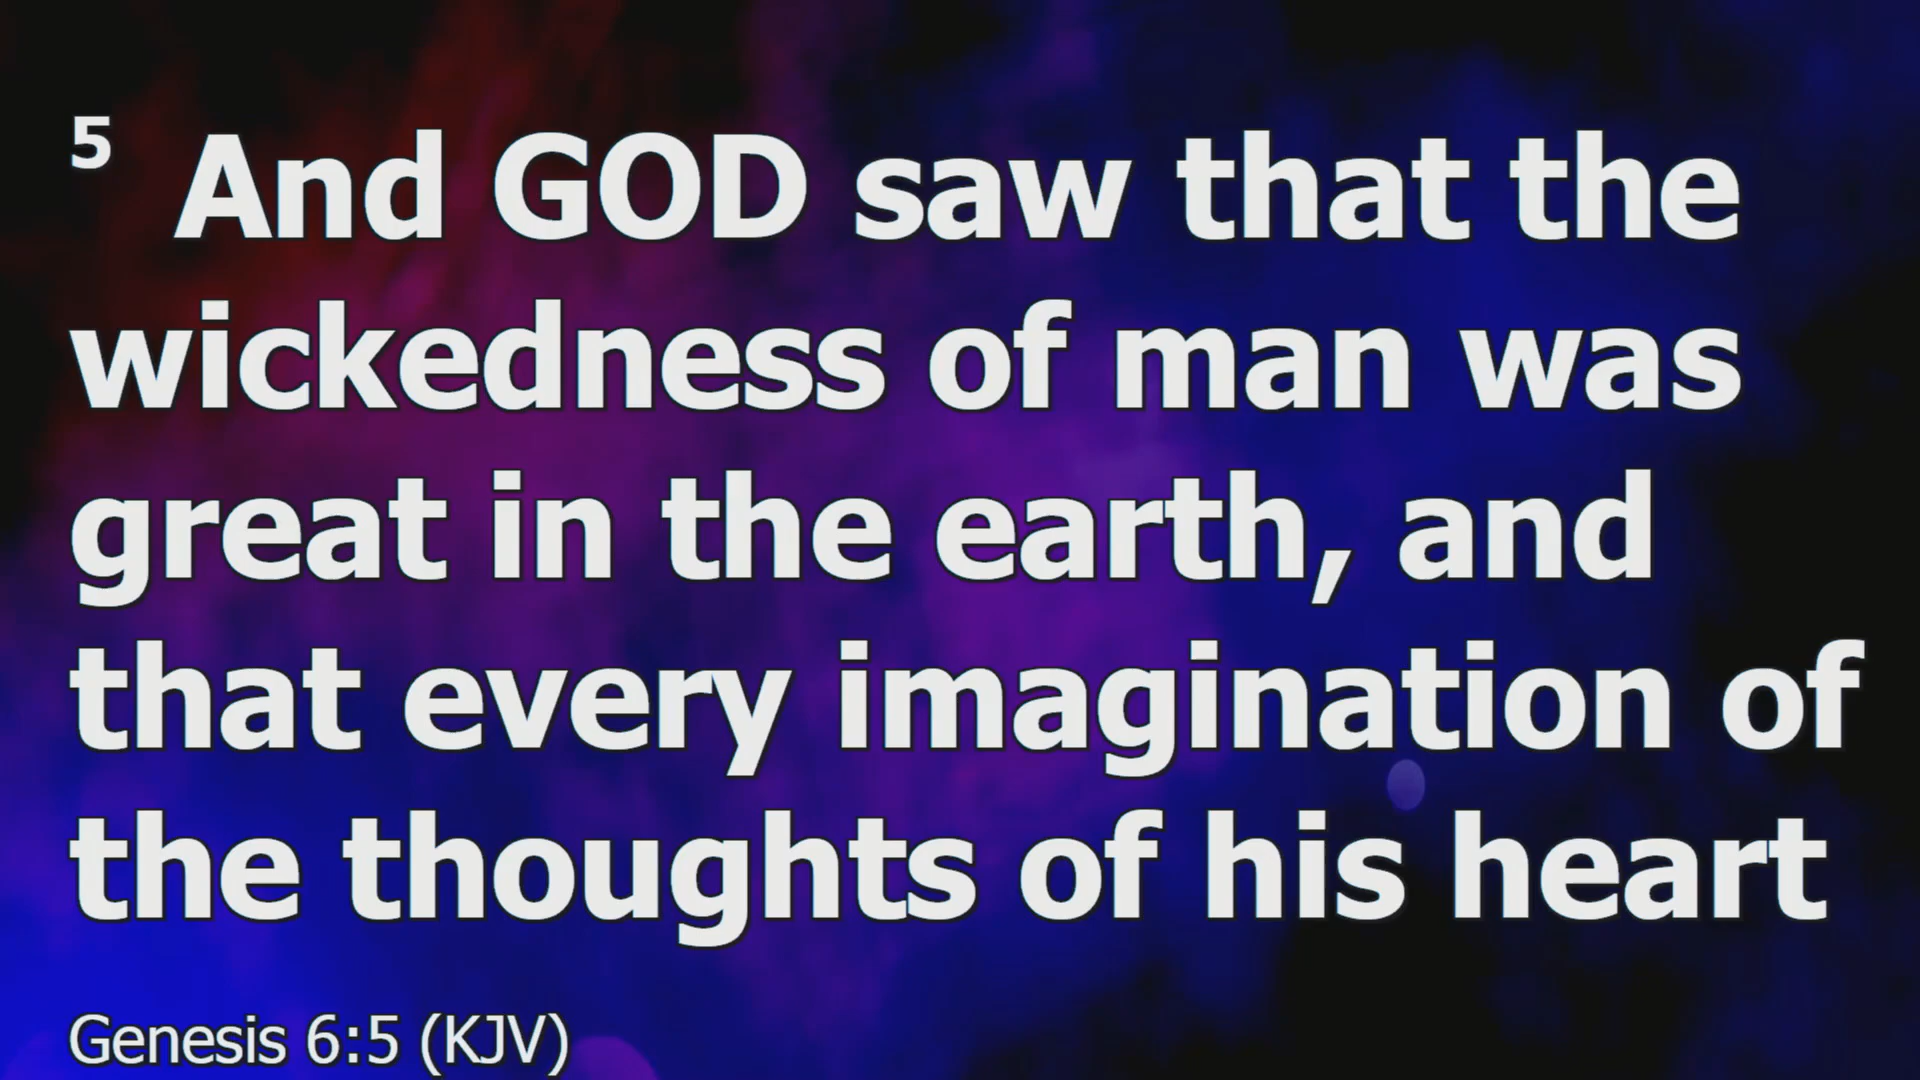 5 And GOD saw that the
wickedness of man was
great in the earth, and
that every imagination of
the thoughts of his heart
Genesis 6:5 (KJV)